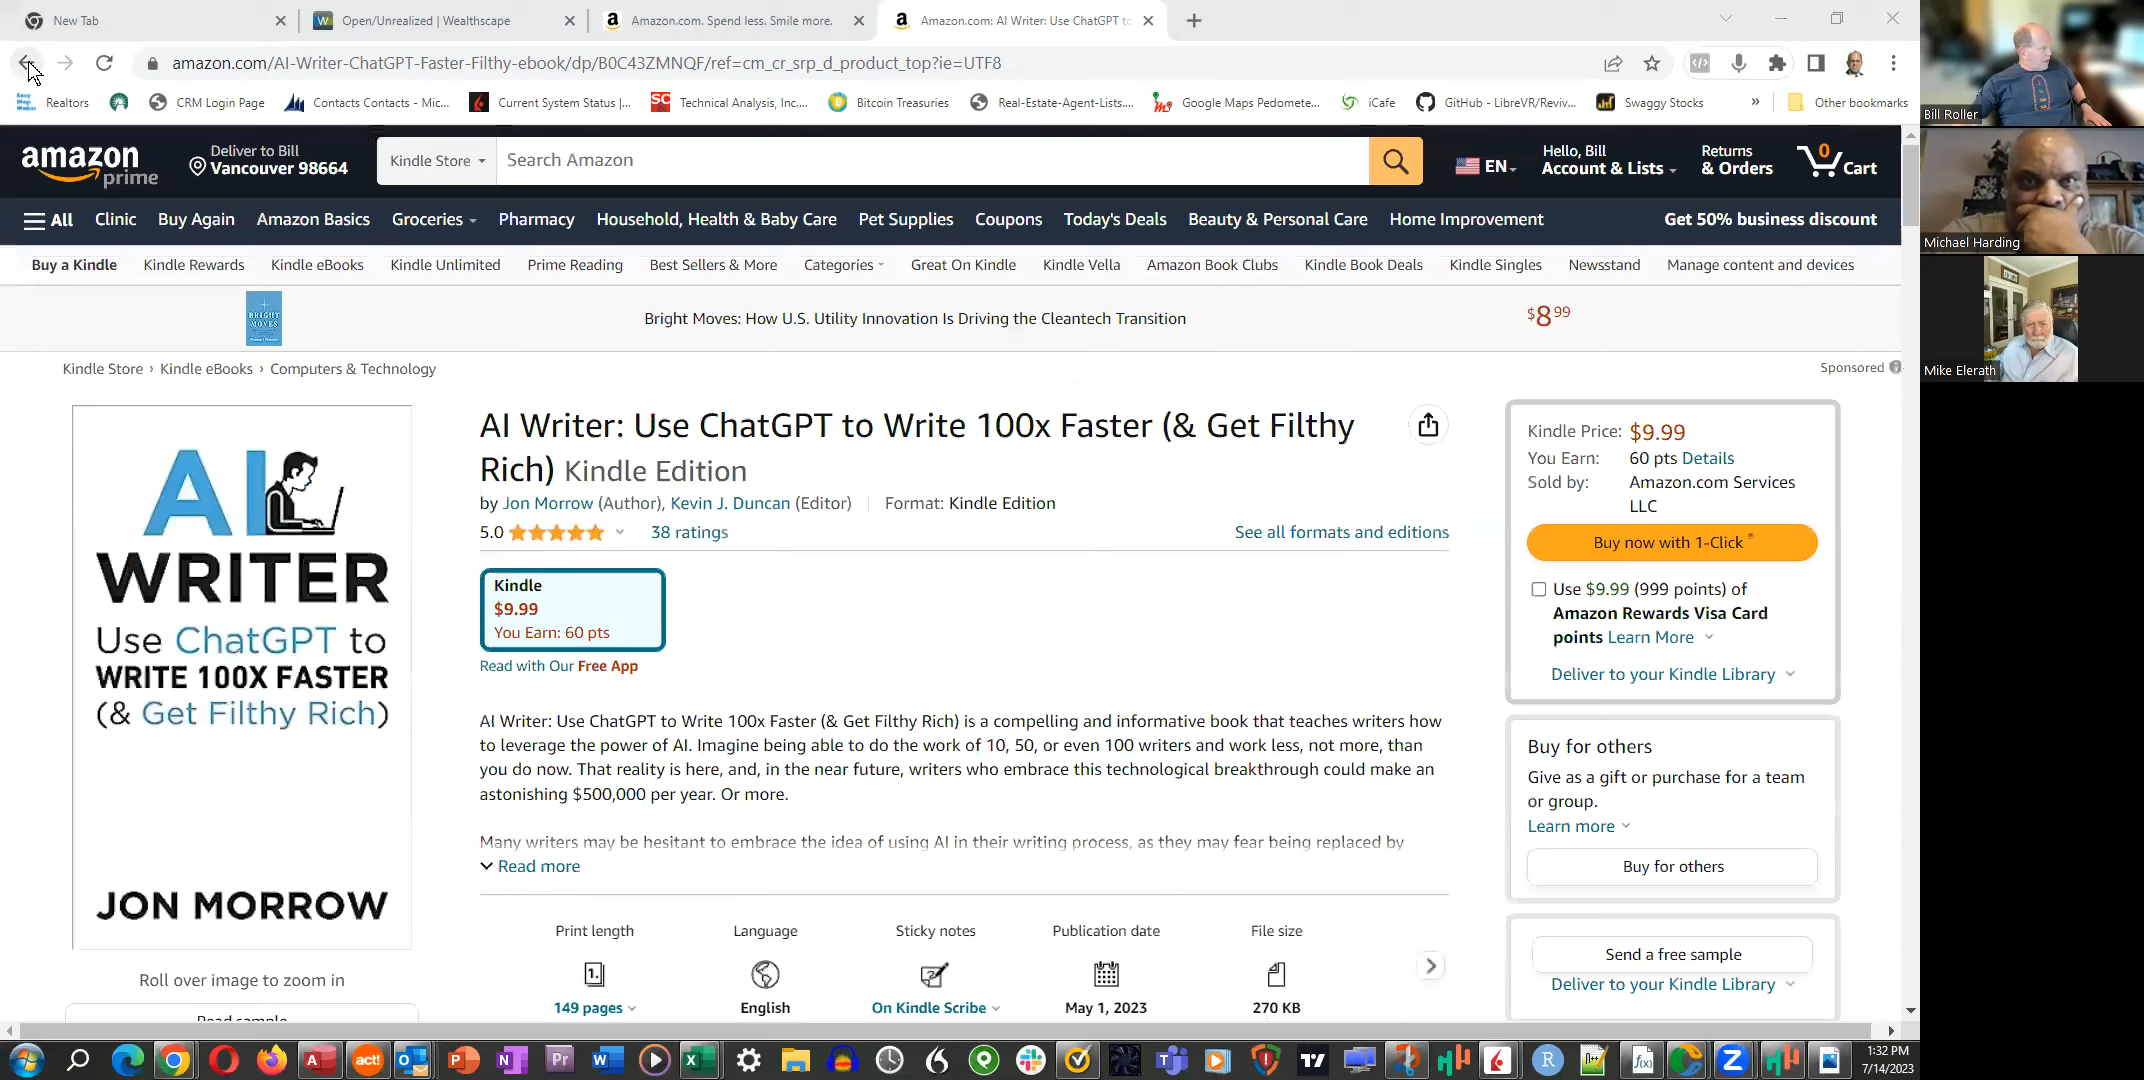 New Tab
Open/Unrealized | Wealthscape
Amazon.com. Spend less. Smile more.
Amazon.com: AI Writer: Use ChatGPT to
amazon.com/AI-Writer-ChatGPT-Faster-Filthy-ebook/dp/B0C43ZMNQF/ref=cm_cr_srp_d_product_top?ie=UTF8
Realtors
CRM Login Page
Contacts Contacts - Mic...
Current System Status |...
Technical Analysis, Inc....
Bitcoin Treasuries
Real-Estate-Agent-Lists....
Google Maps Pedomete...
iCafe
GitHub - LibreVR/Reviv...
Swaggy Stocks
»
Other bookmarks
Bill Roller
amazon prime
Deliver to Bill
Vancouver 98664
Kindle Store
Search Amazon
EN
Hello, Bill
Account & Lists
Returns
& Orders
0
Cart
All
Clinic
Buy Again
Amazon Basics
Groceries
Pharmacy
Household, Health & Baby Care
Pet Supplies
Coupons
Today's Deals
Beauty & Personal Care
Home Improvement
Get 50% business discount
Michael Harding
Buy a Kindle
Kindle Rewards
Kindle eBooks
Kindle Unlimited
Prime Reading
Best Sellers & More
Categories
Great On Kindle
Kindle Vella
Amazon Book Clubs
Kindle Book Deals
Kindle Singles
Newsstand
Manage content and devices
BRIGHT
MOVES
Bright Moves: How U.S. Utility Innovation Is Driving the Cleantech Transition
$8 99
Mike Elerath
Kindle Store › Kindle eBooks › Computers & Technology
Sponsored
AI
WRITER
Use ChatGPT to
WRITE 100X FASTER
(& Get Filthy Rich)
JON MORROW
Roll over image to zoom in
Read sample
AI Writer: Use ChatGPT to Write 100x Faster (& Get Filthy
Rich) Kindle Edition
by Jon Morrow (Author), Kevin J. Duncan (Editor) | Format: Kindle Edition
5.0
38 ratings
See all formats and editions
Kindle
$9.99
You Earn: 60 pts
Read with Our Free App
AI Writer: Use ChatGPT to Write 100x Faster (& Get Filthy Rich) is a compelling and informative book that teaches writers how
to leverage the power of AI. Imagine being able to do the work of 10, 50, or even 100 writers and work less, not more, than
you do now. That reality is here, and, in the near future, writers who embrace this technological breakthrough could make an
astonishing $500,000 per year. Or more.
Many writers may be hesitant to embrace the idea of using AI in their writing process, as they may fear being replaced by
Read more
Print length
1.
149 pages
Language
English
Sticky notes
On Kindle Scribe
Publication date
May 1, 2023
File size
270 KB
Kindle Price: $9.99
You Earn: 60 pts Details
Sold by: Amazon.com Services
LLC
Buy now with 1-Click ®
Use $9.99 (999 points) of
Amazon Rewards Visa Card
points Learn More
Deliver to your Kindle Library
Buy for others
Give as a gift or purchase for a team
or group.
Learn more
Buy for others
Send a free sample
Deliver to your Kindle Library
act!
1:32 PM
7/14/2023